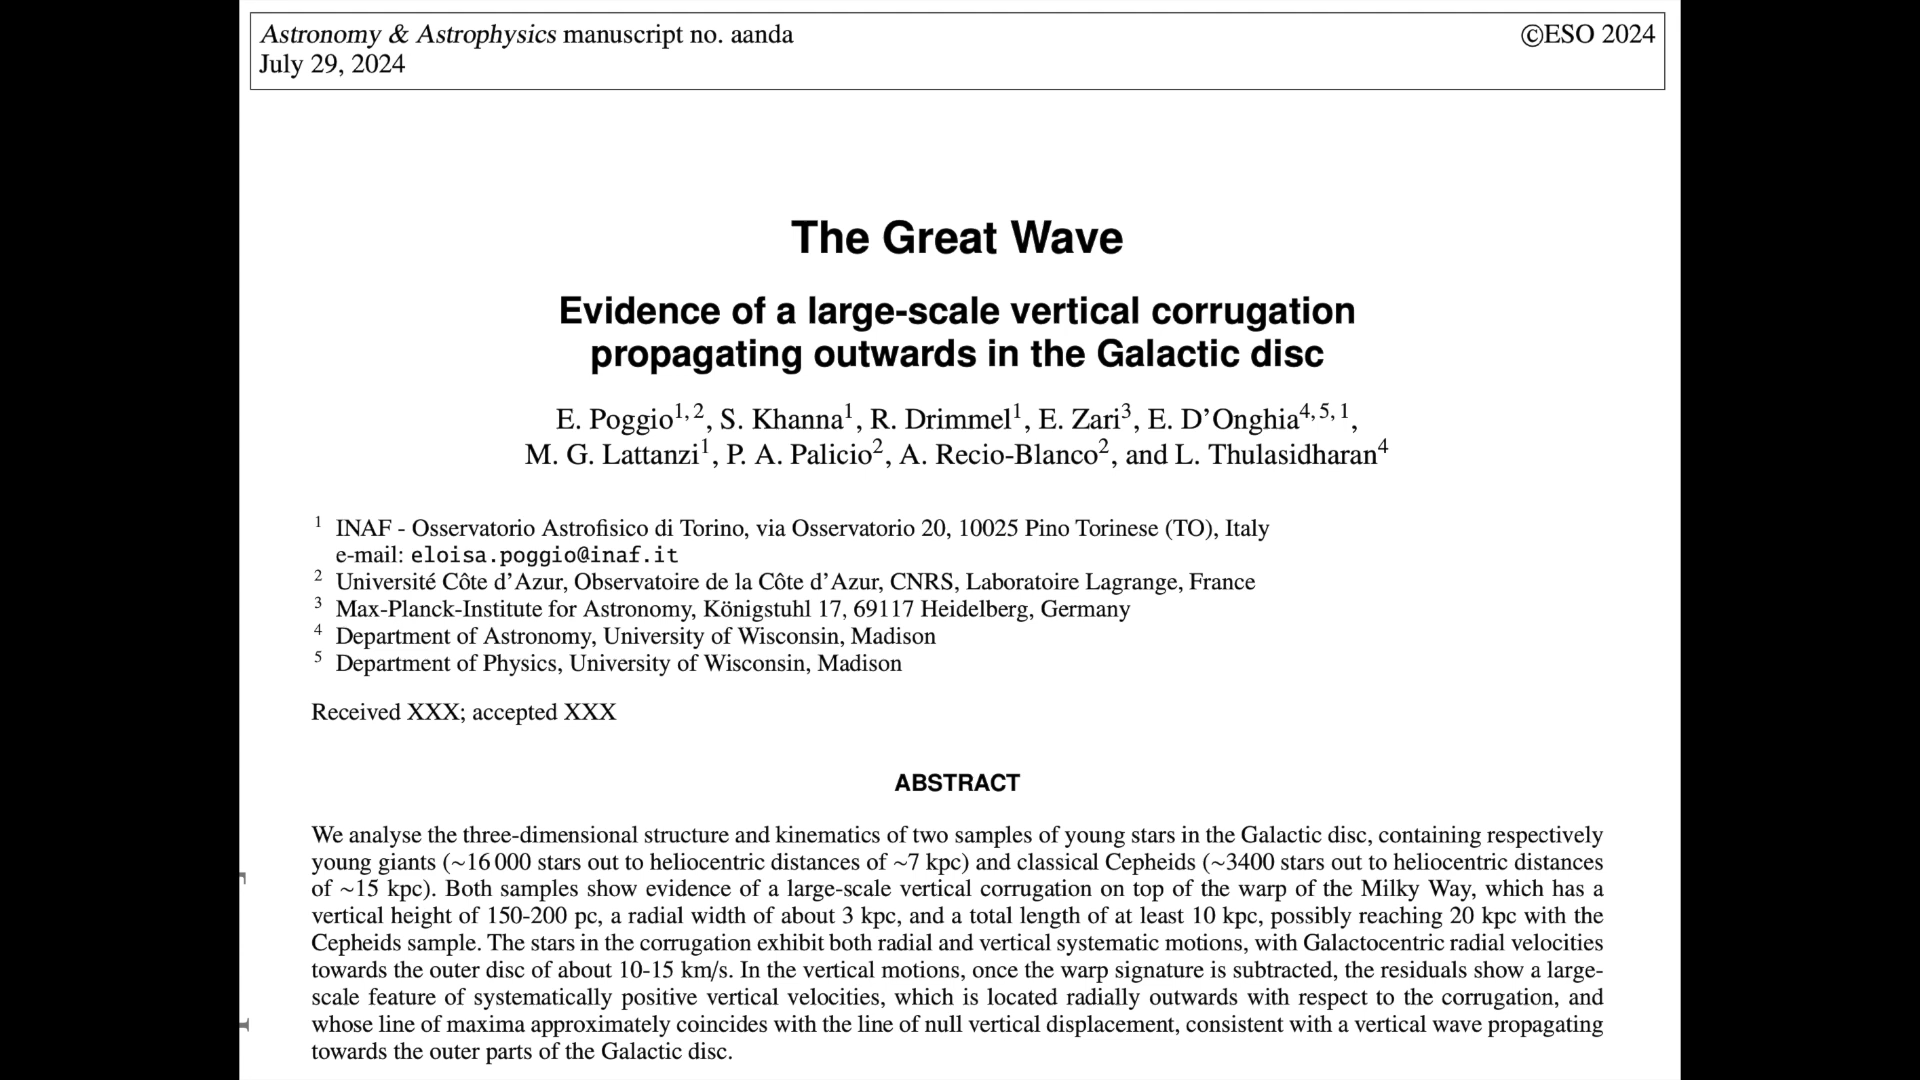 Astronomy & Astrophysics manuscript no. aanda ©ESO 2024
July 29, 2024
The Great Wave
Evidence of a large-scale vertical corrugation
propagating outwards in the Galactic disc
E. Poggio1,2, S. Khanna1, R. Drimmel1, E. Zari3, E. D’Onghia4,5,1,
M. G. Lattanzi1, P. A. Palicio2, A. Recio-Blanco2, and L. Thulasidharan4
1 INAF - Osservatorio Astrofisico di Torino, via Osservatorio 20, 10025 Pino Torinese (TO), Italy
e-mail: eloisa.poggio@inaf.it
2 Université Côte d’Azur, Observatoire de la Côte d’Azur, CNRS, Laboratoire Lagrange, France
3 Max-Planck-Institute for Astronomy, Königstuhl 17, 69117 Heidelberg, Germany
4 Department of Astronomy, University of Wisconsin, Madison
5 Department of Physics, University of Wisconsin, Madison
Received XXX; accepted XXX
ABSTRACT
We analyse the three-dimensional structure and kinematics of two samples of young stars in the Galactic disc, containing respectively
young giants (~16 000 stars out to heliocentric distances of ~7 kpc) and classical Cepheids (~3400 stars out to heliocentric distances
of ~15 kpc). Both samples show evidence of a large-scale vertical corrugation on top of the warp of the Milky Way, which has a
vertical height of 150-200 pc, a radial width of about 3 kpc, and a total length of at least 10 kpc, possibly reaching 20 kpc with the
Cepheids sample. The stars in the corrugation exhibit both radial and vertical systematic motions, with Galactocentric radial velocities
towards the outer disc of about 10-15 km/s. In the vertical motions, once the warp signature is subtracted, the residuals show a large-
scale feature of systematically positive vertical velocities, which is located radially outwards with respect to the corrugation, and
whose line of maxima approximately coincides with the line of null vertical displacement, consistent with a vertical wave propagating
towards the outer parts of the Galactic disc.